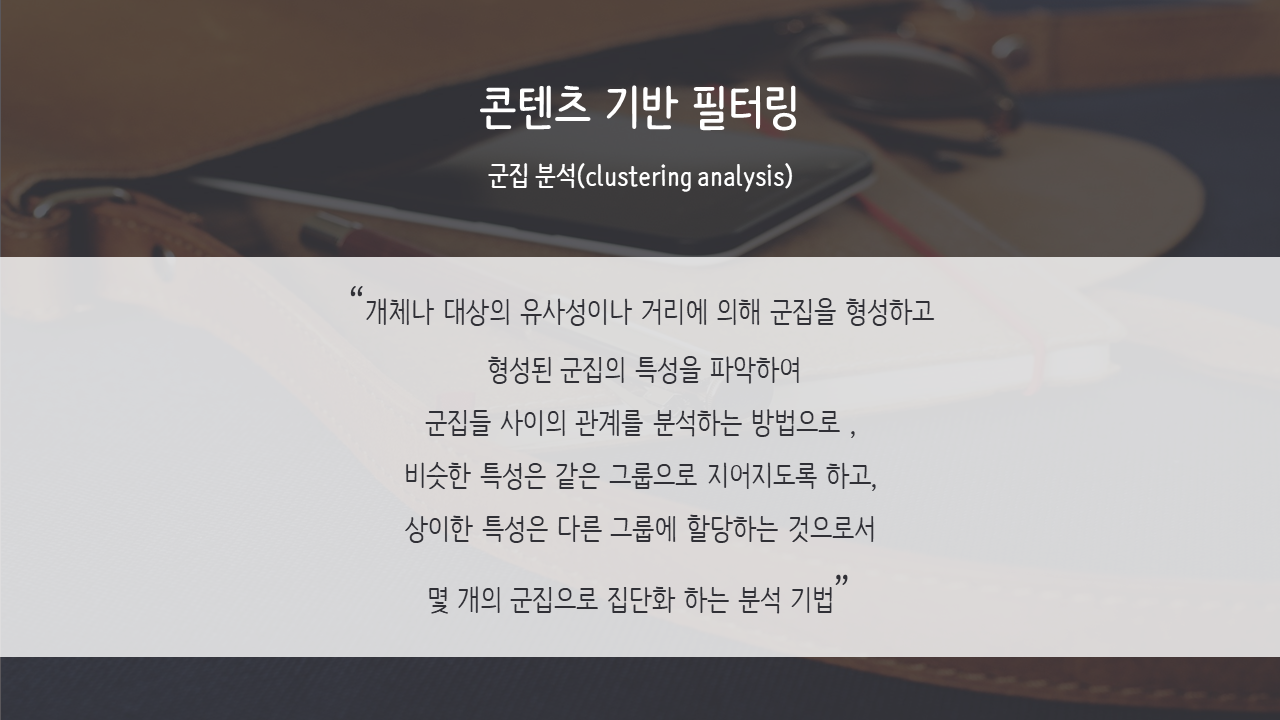 콘텐츠 기반 필터링
군집 분석(clustering analysis)
“개체나 대상의 유사성이나 거리에 의해 군집을 형성하고
형성된 군집의 특성을 파악하여
군집들 사이의 관계를 분석하는 방법으로 ,
비슷한 특성은 같은 그룹으로 지어지도록 하고,
상이한 특성은 다른 그룹에 할당하는 것으로서
몇 개의 군집으로 집단화 하는 분석 기법”